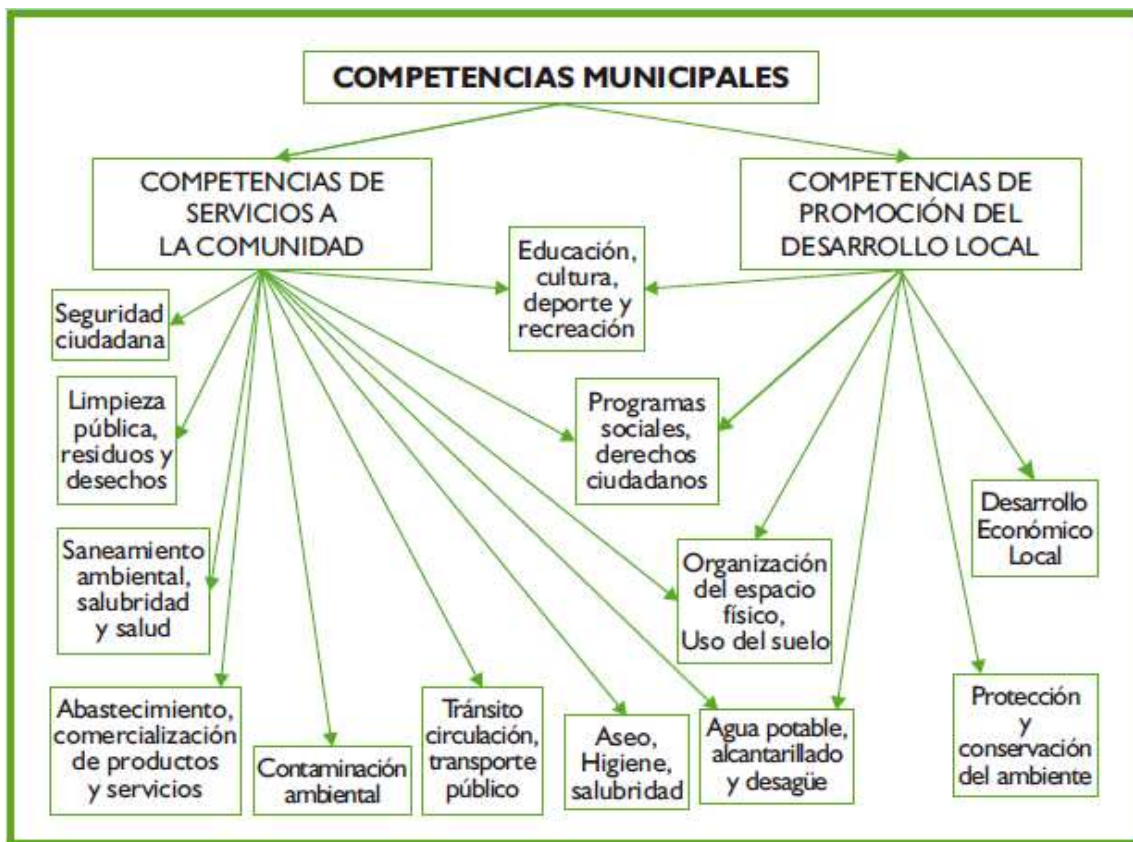 COMPETENCIAS MUNICIPALES
COMPETENCIAS DE
SERVICIOS A
LA COMUNIDAD
COMPETENCIAS DE
PROMOCIÓN DEL
DESARROLLO LOCAL
Educación,
cultura,
deporte y
recreación
Seguridad
ciudadana
Limpieza
pública,
residuos y
desechos
Programas
sociales,
derechos
ciudadanos
Desarrollo
Económico
Local
Saneamiento
ambiental,
salubridad
y salud
Organización
del espacio
físico,
Uso del suelo
Abastecimiento,
comercialización
de productos
y servicios
Contaminación
ambiental
Tránsito
circulación,
transporte
público
Aseo,
Higiene,
salubridad
Agua potable,
alcantarillado
y desagüe
Protección
y
conservación
del ambiente